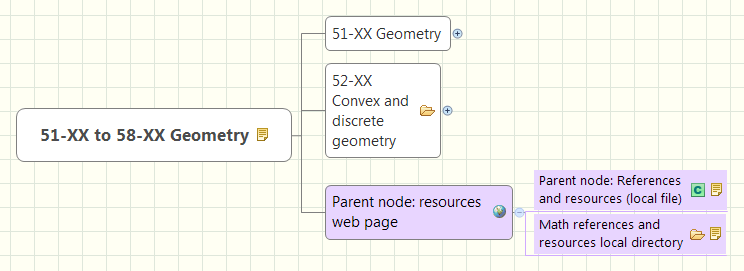 51-XX Geometry
52-XX
Convex and
discrete
geometry
51-XX to 58-XX Geometry
Parent node: resources
web page
Parent node: References
and resources (local file)
C
Math references and
resources local directory